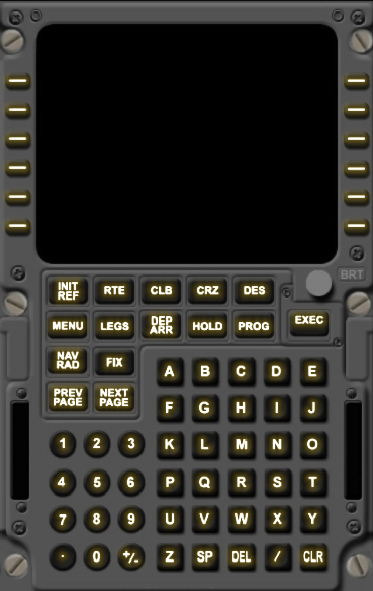 BRT
INIT REF RTE CLB CRZ DES
MENU LEGS DEP ARR HOLD PROG EXEC
NAV RAD FIX
PREV PAGE NEXT PAGE
A B C D E
F G H I J
1 2 3 K L M N O
4 5 6 P Q R S T
7 8 9 U V W X Y
. 0 +/- Z SP DEL / CLR